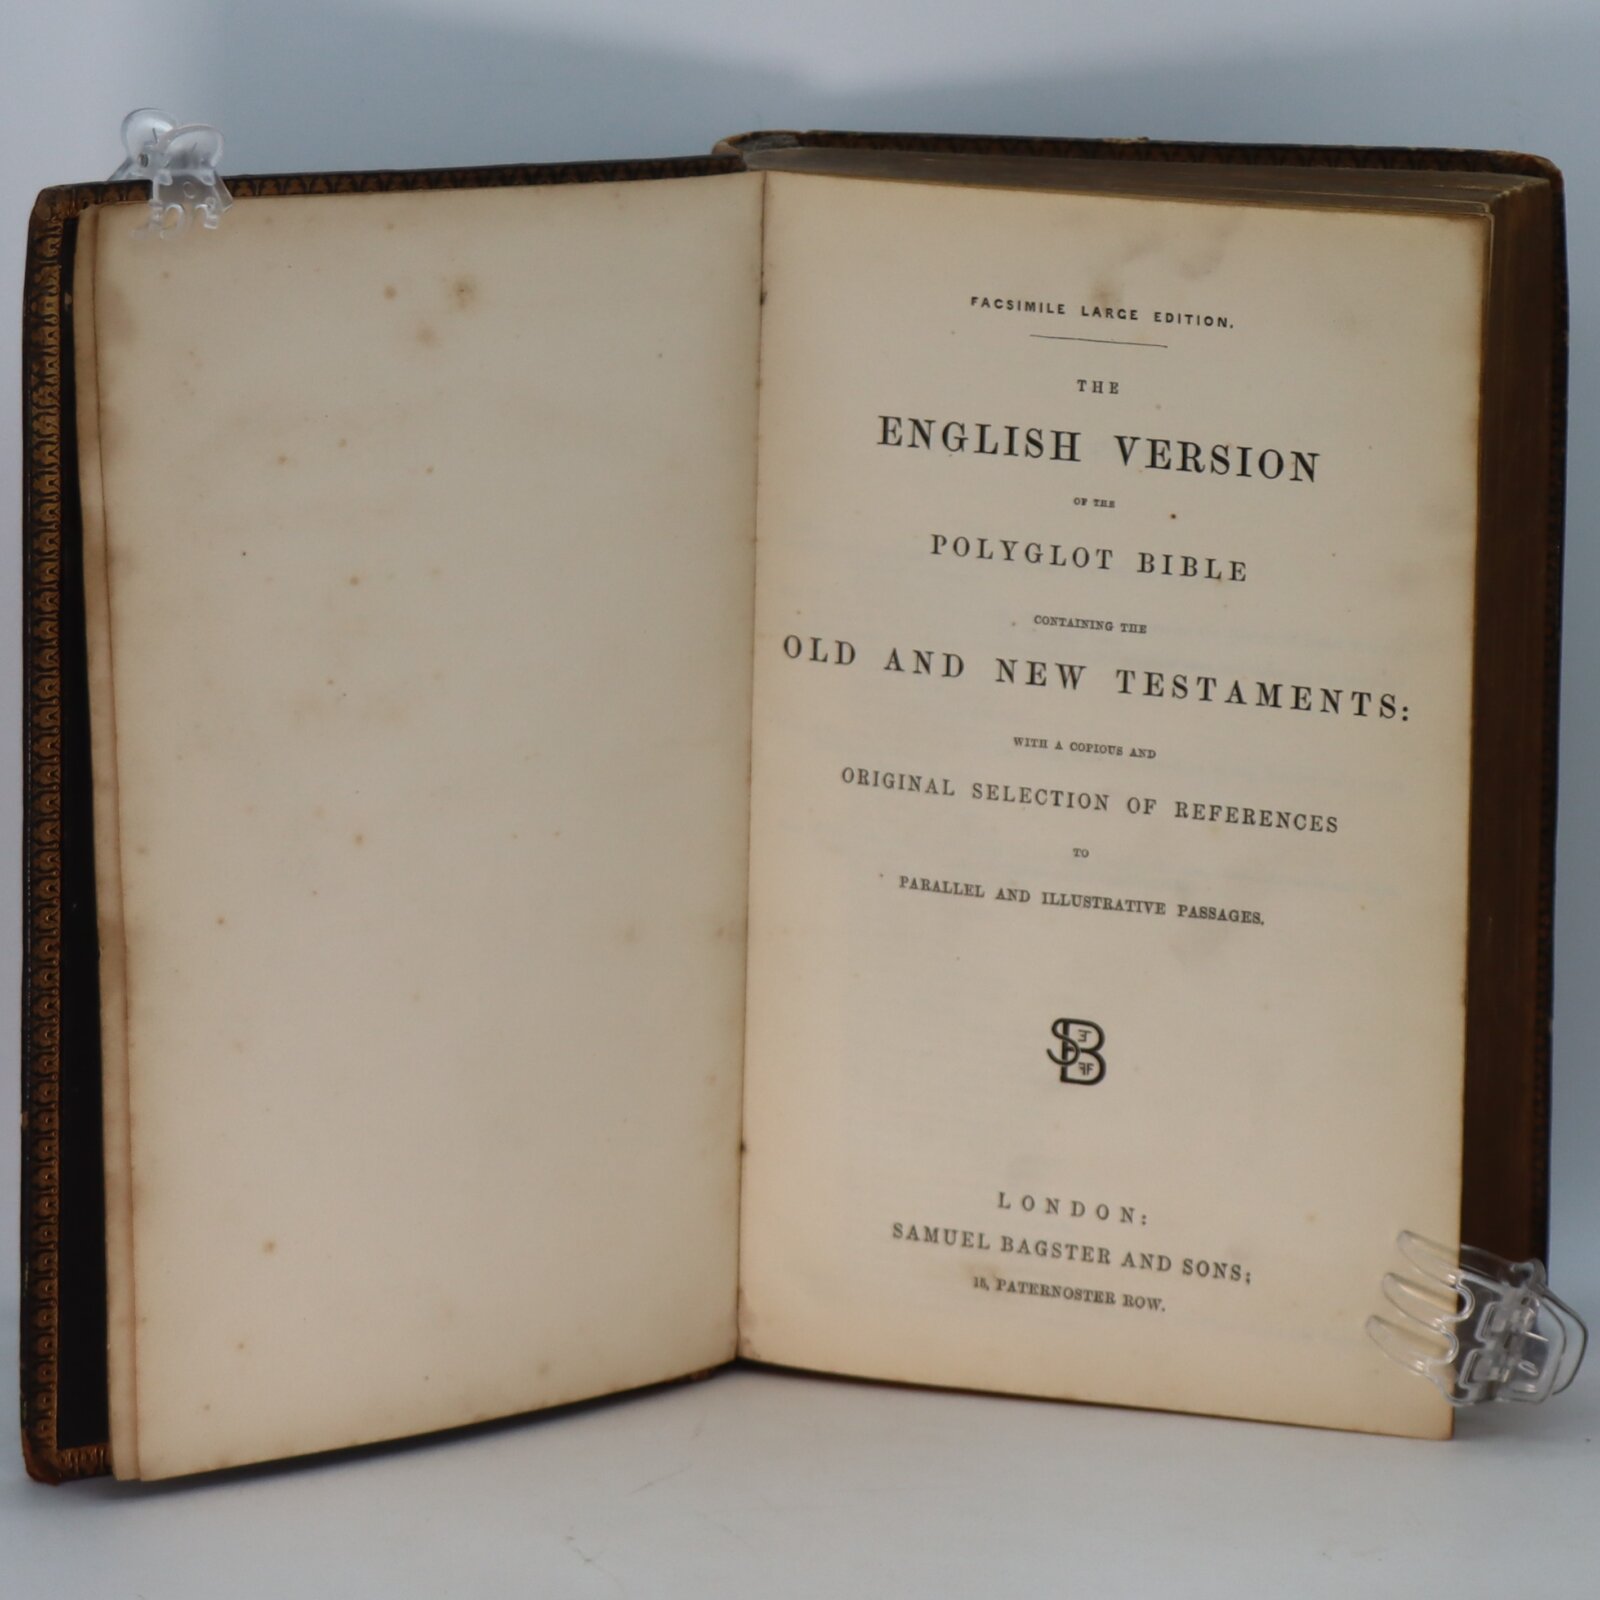 FACSIMILE LARGE EDITION.
THE
ENGLISH VERSION
OF THE
POLYGLOT BIBLE
CONTAINING THE
OLD AND NEW TESTAMENTS:
WITH A COPIOUS AND
ORIGINAL SELECTION OF REFERENCES
TO
PARALLEL AND ILLUSTRATIVE PASSAGES.
LONDON:
SAMUEL BAGSTER AND SONS;
15, PATERNOSTER ROW.